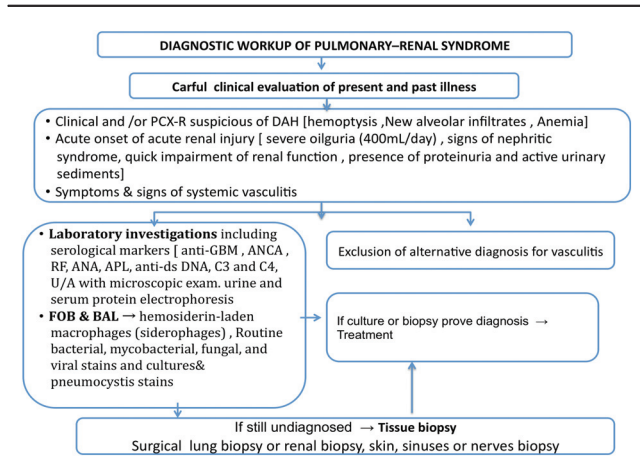 DIAGNOSTIC WORKUP OF PULMONARY–RENAL SYNDROME
Carful clinical evaluation of present and past illness
• Clinical and /or PCX-R suspicious of DAH [hemoptysis ,New alveolar infiltrates , Anemia]
• Acute onset of acute renal injury [ severe oilguria (400mL/day) , signs of nephritic
syndrome, quick impairment of renal function , presence of proteinuria and active urinary
sediments]
• Symptoms & signs of systemic vasculitis
• Laboratory investigations including
serological markers [ anti-GBM , ANCA ,
RF, ANA, APL, anti-ds DNA, C3 and C4,
U/A with microscopic exam. urine and
serum protein electrophoresis
• FOB & BAL → hemosiderin-laden
macrophages (siderophages) , Routine
bacterial, mycobacterial, fungal, and
viral stains and cultures&
pneumocystis stains
Exclusion of alternative diagnosis for vasculitis
If culture or biopsy prove diagnosis →
Treatment
If still undiagnosed → Tissue biopsy
Surgical lung biopsy or renal biopsy, skin, sinuses or nerves biopsy